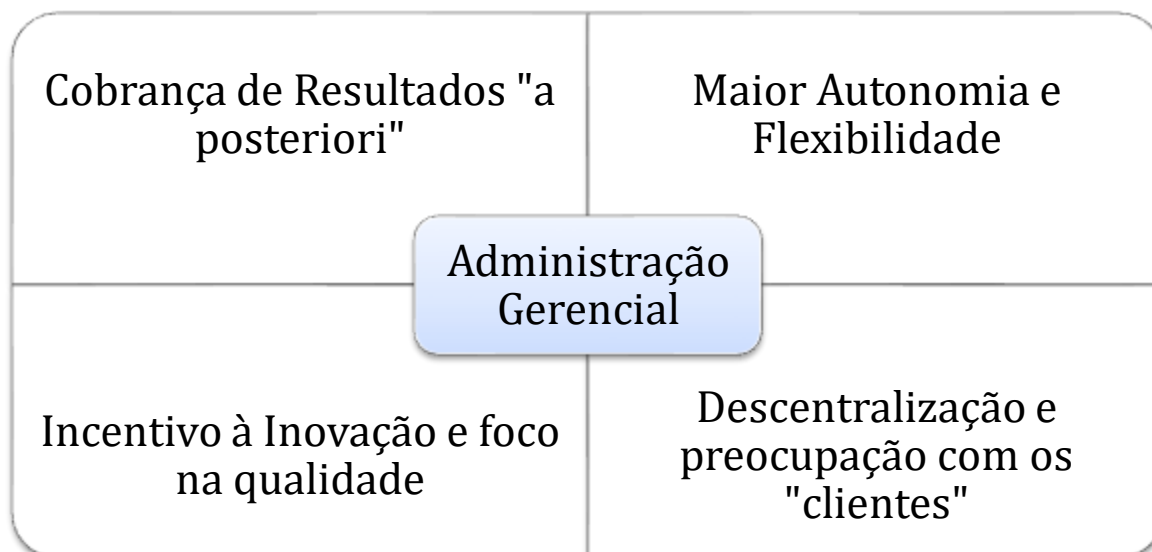 Cobrança de Resultados "a
posteriori"
Maior Autonomia e
Flexibilidade
Administração
Gerencial
Incentivo à Inovação e foco
na qualidade
Descentralização e
preocupação com os
"clientes"